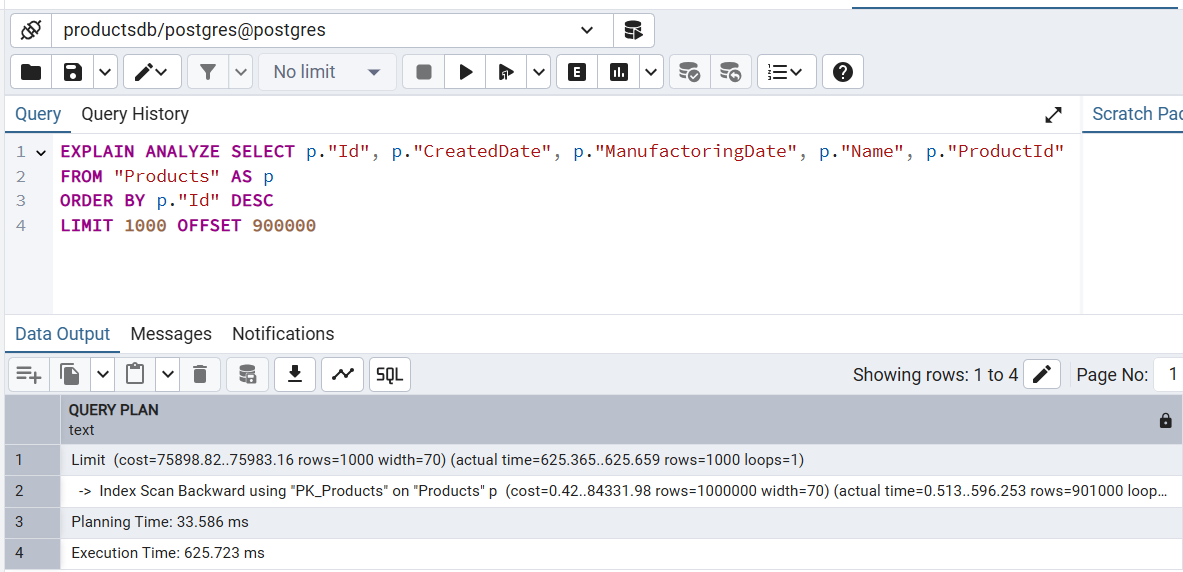 productsdb/postgres@postgres
No limit
E
Query Query History
Scratch Pac
1 EXPLAIN ANALYZE SELECT p."Id", p."CreatedDate", p."ManufactoringDate", p."Name", p."ProductId"
2 FROM "Products" AS p
3 ORDER BY p."Id" DESC
4 LIMIT 1000 OFFSET 900000
Data Output Messages Notifications
SQL
Showing rows: 1 to 4
Page No: 1
QUERY PLAN
text
1 Limit (cost=75898.82..75983.16 rows=1000 width=70) (actual time=625.365..625.659 rows=1000 loops=1)
2 -> Index Scan Backward using "PK_Products" on "Products" p (cost=0.42..84331.98 rows=1000000 width=70) (actual time=0.513..596.253 rows=901000 loop...
3 Planning Time: 33.586 ms
4 Execution Time: 625.723 ms